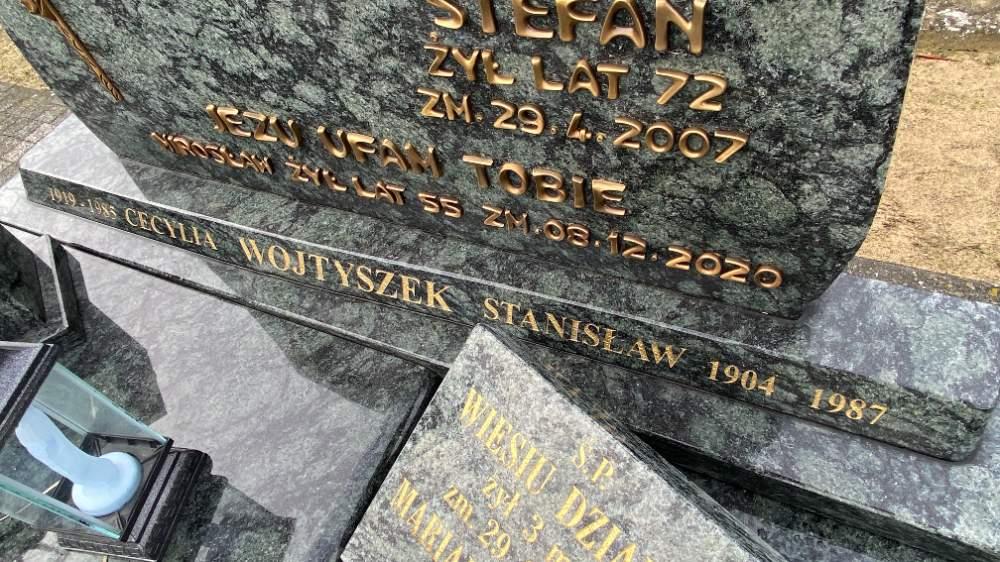 STEFAN
ŻYŁ LAT 72
ZM. 29.4.2007
JEZU UFAM TOBIE
MIROSŁAW ŻYŁ LAT 55 ZM. 08.12.2020
1919-1985 CECYLIA WOJTYSZEK STANISŁAW 1904 1987
Ś.P.
WIESIU
żył 3
zm. 29